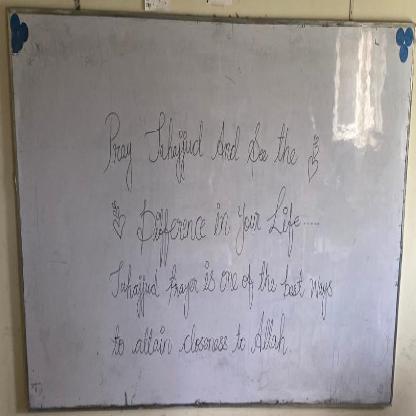 Pray Tahajjud And See the
Difference in Your Life.....
Tahajjud Prayer is one of the best ways
to attain closeness to Allah.